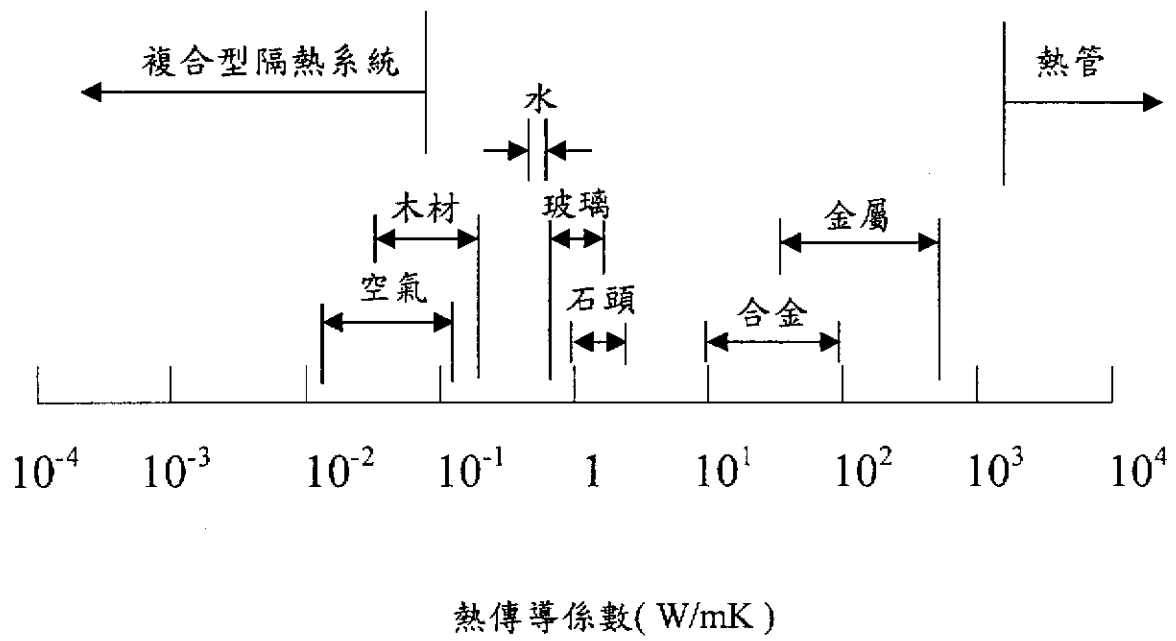 複合型隔熱系統
熱管
水
木材
玻璃
金屬
空氣
石頭
合金
10⁻⁴ 10⁻³ 10⁻² 10⁻¹ 1 10¹ 10² 10³ 10⁴
熱傳導係數( W/mK )